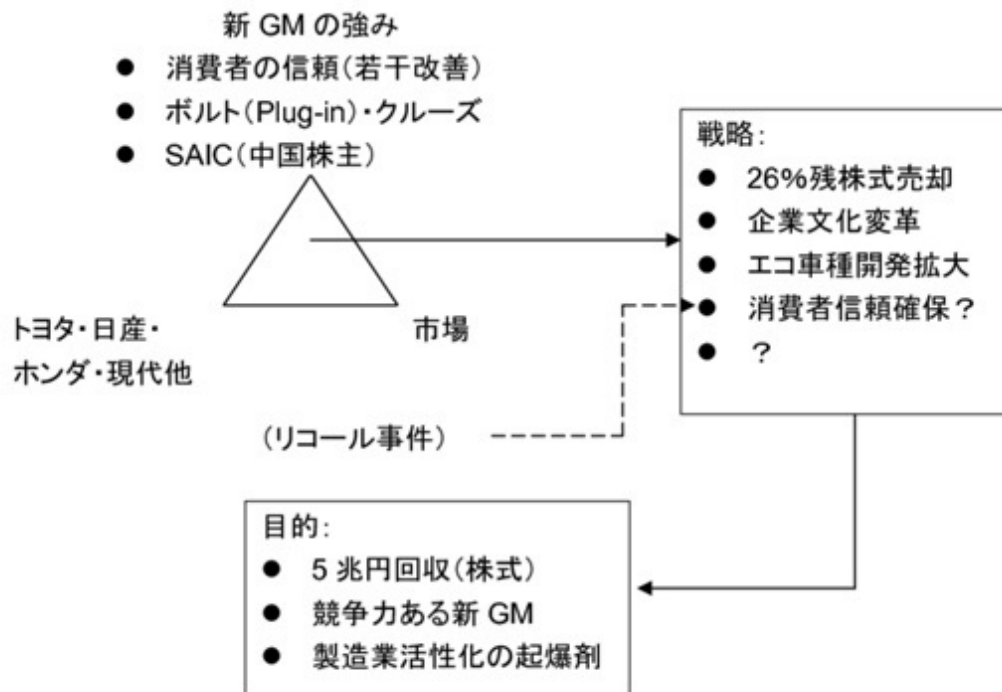 新 GM の強み
● 消費者の信頼(若干改善)
● ボルト(Plug-in)・クルーズ
● SAIC(中国株主)
戦略:
● 26%残株式売却
● 企業文化変革
● エコ車種開発拡大
● 消費者信頼確保?
● ?
トヨタ・日産・
ホンダ・現代他
市場
(リコール事件)
目的:
● 5 兆円回収(株式)
● 競争力ある新 GM
● 製造業活性化の起爆剤